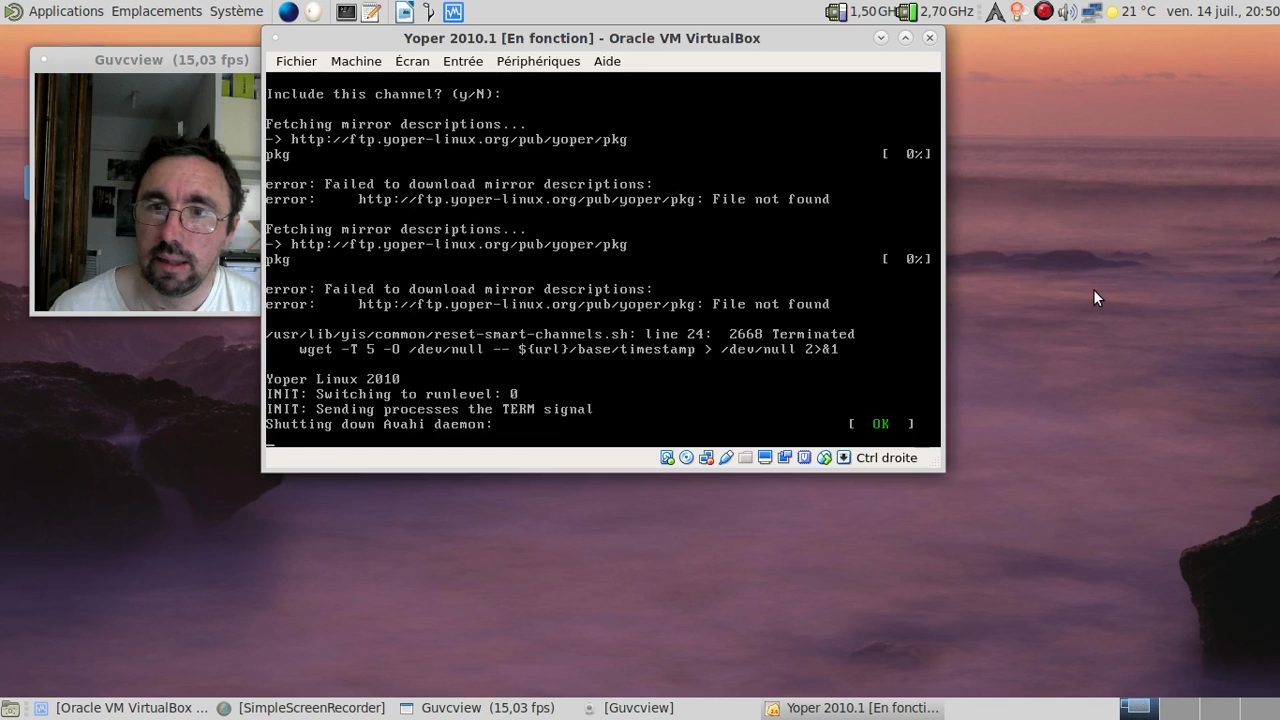 Applications Emplacements Système
1,50 GH 2,70 GHz 21 °C ven. 14 juil., 20:50
Guvcview (15,03 fps)
Yoper 2010.1 [En fonction] - Oracle VM VirtualBox
Fichier Machine Écran Entrée Périphériques Aide
Include this channel? (y/N):
Fetching mirror descriptions...
-> http://ftp.yoper-linux.org/pub/yoper/pkg
pkg [ 0%]
error: Failed to download mirror descriptions:
error: http://ftp.yoper-linux.org/pub/yoper/pkg: File not found
Fetching mirror descriptions...
-> http://ftp.yoper-linux.org/pub/yoper/pkg
pkg [ 0%]
error: Failed to download mirror descriptions:
error: http://ftp.yoper-linux.org/pub/yoper/pkg: File not found
/usr/lib/yis/common/reset-smart-channels.sh: line 24: 2668 Terminated
wget -T 5 -O /dev/null -- ${url}/base/timestamp > /dev/null 2>&1
Yoper Linux 2010
INIT: Switching to runlevel: 0
INIT: Sending processes the TERM signal
Shutting down Avahi daemon: [ OK ]
Ctrl droite
[Oracle VM VirtualBox ... [SimpleScreenRecorder] Guvcview (15,03 fps) [Guvcview] Yoper 2010.1 [En foncti...